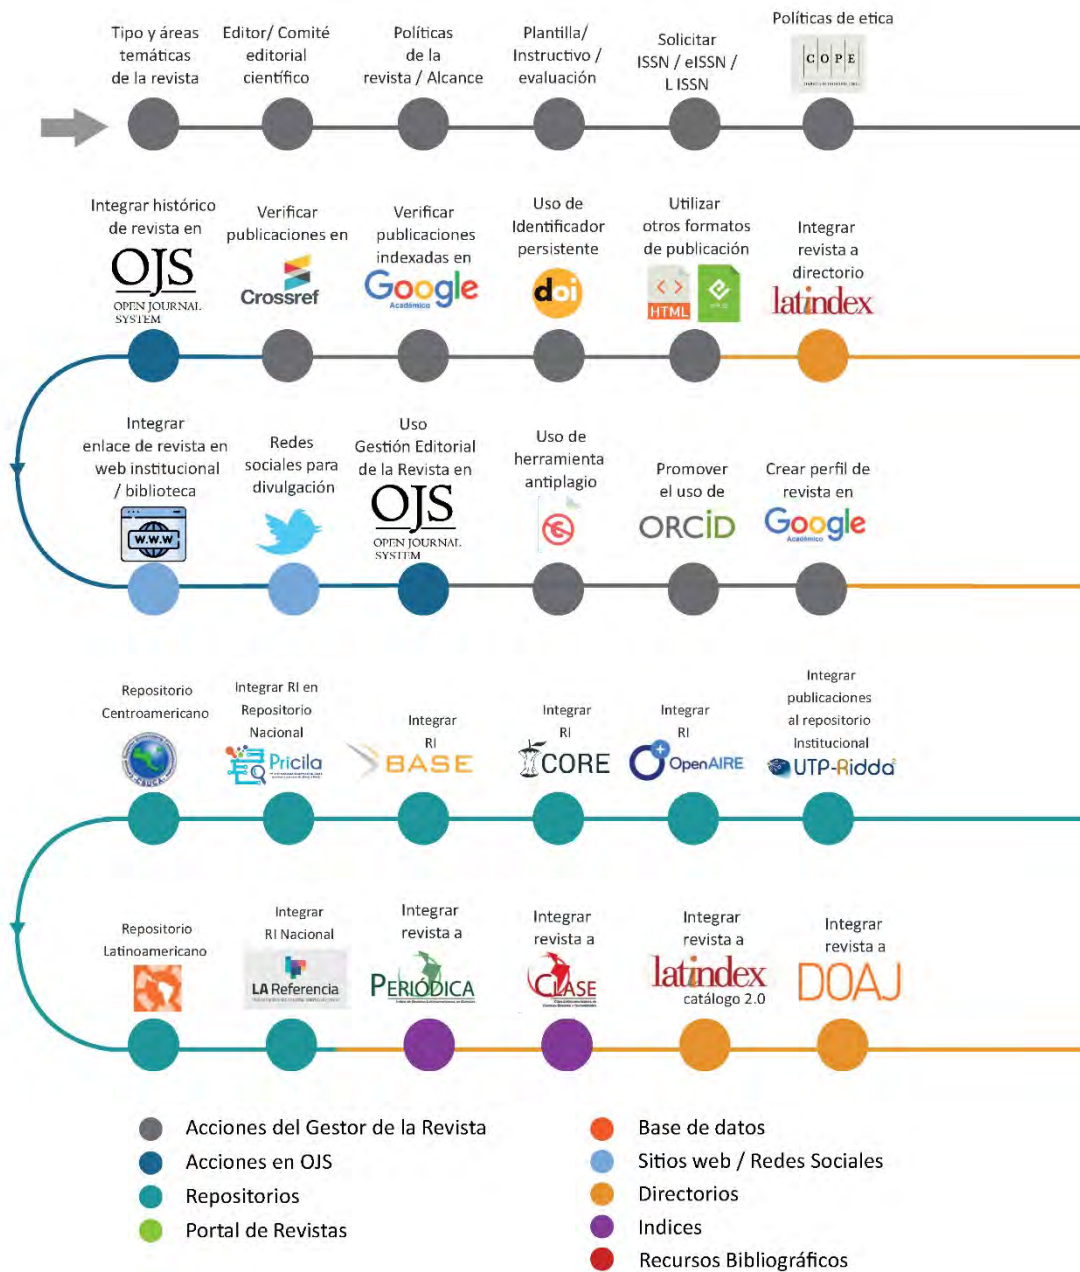 Tipo y áreas
temáticas
de la revista
Editor/ Comité
editorial
científico
Políticas
de la
revista / Alcance
Plantilla/
Instructivo /
evaluación
Solicitar
ISSN / eISSN /
L ISSN
Políticas de etica
C O P E
Integrar histórico
de revista en
OJS
OPEN JOURNAL
SYSTEM
Verificar
publicaciones en
Crossref
Verificar
publicaciones
indexadas en
Google
Académico
Uso de
Identificador
persistente
doi
Utilizar
otros formatos
de publicación
< >
HTML
Integrar
revista a
directorio
latindex
Integrar
enlace de revista en
web institucional
/ biblioteca
W.W.W
Redes
sociales para
divulgación
Uso
Gestión Editorial
de la Revista en
OJS
OPEN JOURNAL
SYSTEM
Uso de
herramienta
antiplagio
Promover
el uso de
ORCID
Crear perfil de
revista en
Google
Académico
Repositorio
Centroamericano
CSUCA
Integrar RI en
Repositorio
Nacional
Pricila
Integrar
RI
BASE
Integrar
RI
CORE
Integrar
RI
OpenAIRE
Integrar
publicaciones
al repositorio
Institucional
UTP-Ridda2
Repositorio
Latinoamericano
Integrar
RI Nacional
LA Referencia
Integrar
revista a
PERIÓDICA
Integrar
revista a
CLASE
Integrar
revista a
latindex
catálogo 2.0
Integrar
revista a
DOAJ
Acciones del Gestor de la Revista
Acciones en OJS
Repositorios
Portal de Revistas
Base de datos
Sitios web / Redes Sociales
Directorios
Indices
Recursos Bibliográficos